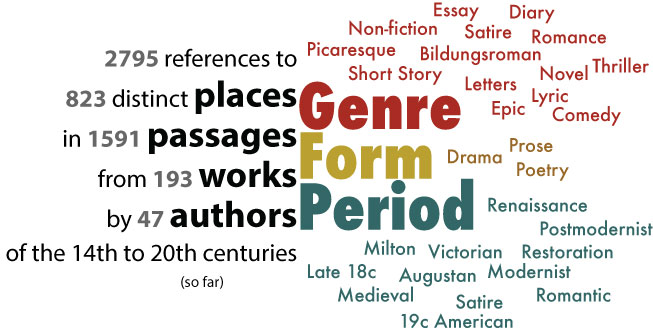 2795 references to
823 distinct places
in 1591 passages
from 193 works
by 47 authors
of the 14th to 20th centuries
(so far)
Essay Diary
Non-fiction Satire Romance
Picaresque Bildungsroman
Short Story Letters Novel Thriller
Epic Lyric Comedy
Genre
Form
Drama Prose
Poetry
Period
Renaissance
Postmodernist
Milton Victorian Restoration
Late 18c Augustan Modernist
Medieval Satire Romantic
19c American